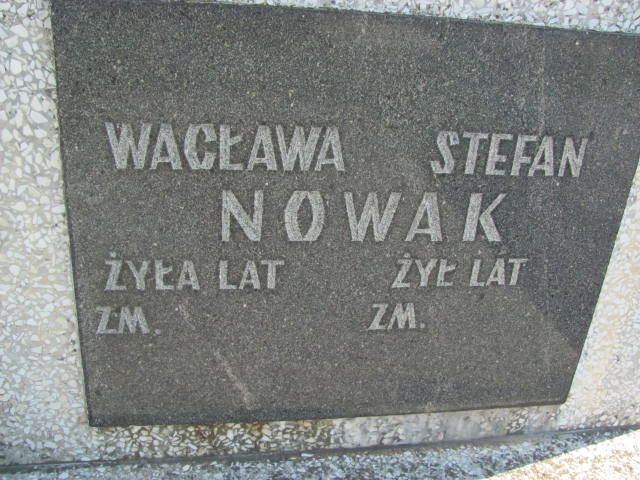 WACŁAWA STEFAN
NOWAK
ŻYŁA LAT ŻYŁ LAT
ZM. ZM.